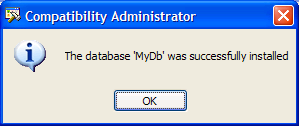 Compatibility Administrator
The database 'MyDb' was successfully installed
OK